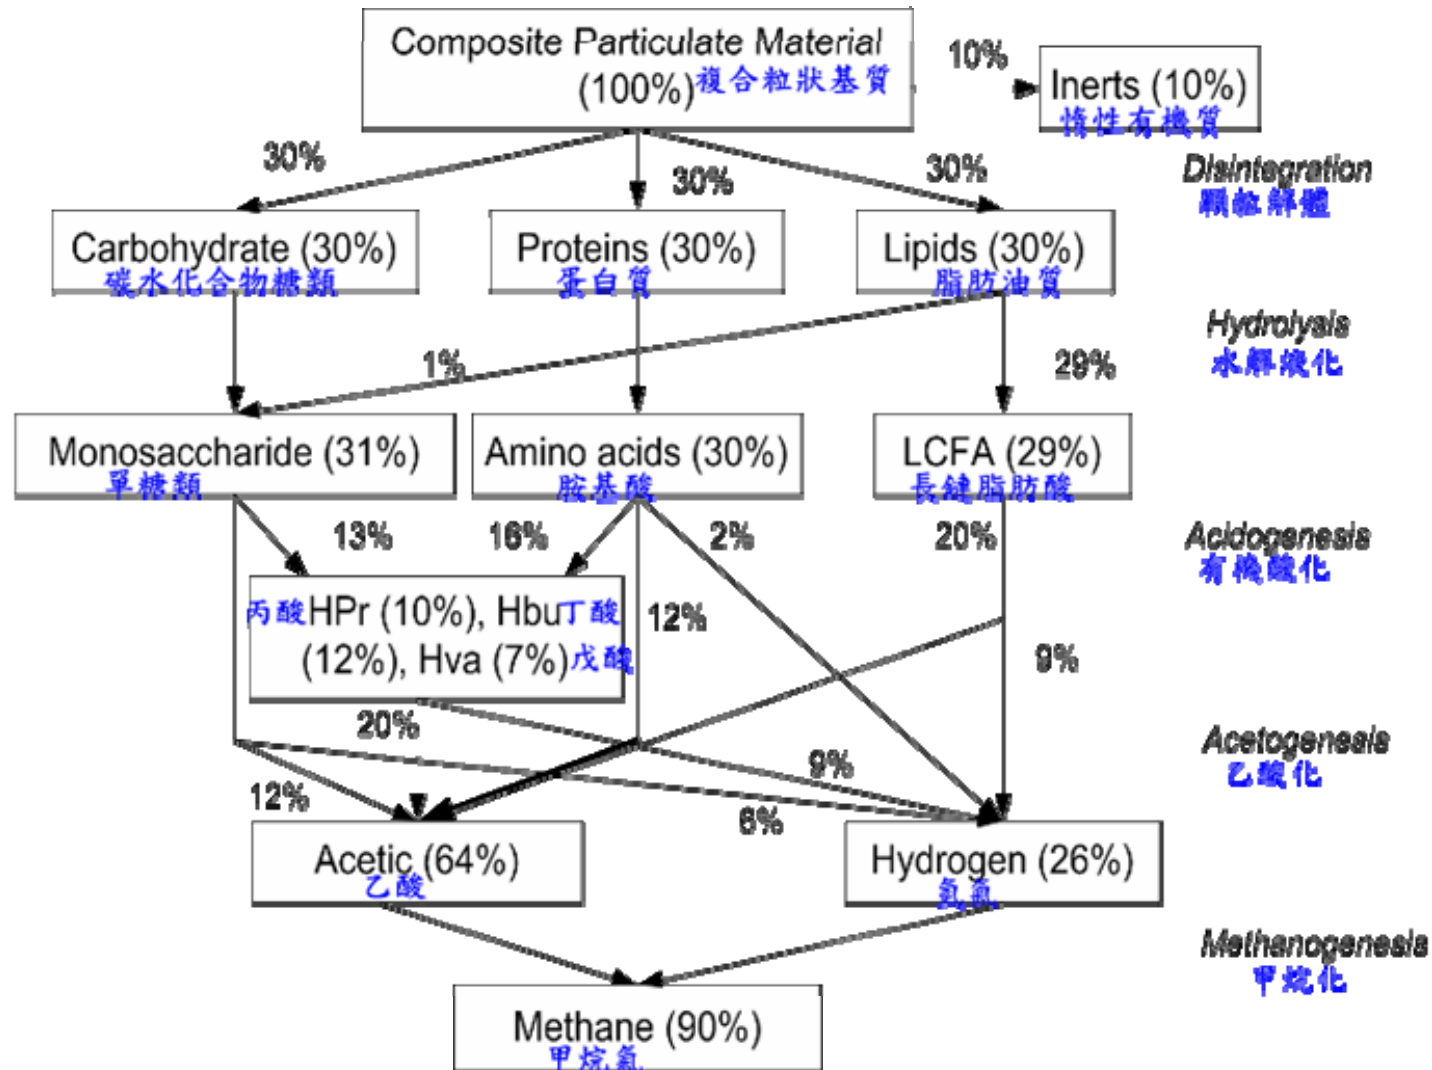 Composite Particulate Material
(100%)複合粒狀基質
10%
Inerts (10%)
惰性有機質
30%
30%
30%
Disintegration
顆粒解體
Carbohydrate (30%)
碳水化合物糖類
Proteins (30%)
蛋白質
Lipids (30%)
脂肪油質
Hydrolysis
水解液化
1%
29%
Monosaccharide (31%)
單糖類
Amino acids (30%)
胺基酸
LCFA (29%)
長鏈脂肪酸
13%
16%
2%
20%
Acidogenesis
有機酸化
丙酸HPr (10%), Hbu丁酸
(12%), Hva (7%)戊酸
12%
9%
20%
Acetogenesis
乙酸化
9%
12%
6%
Acetic (64%)
乙酸
Hydrogen (26%)
氫氣
Methanogenesis
甲烷化
Methane (90%)
甲烷氣